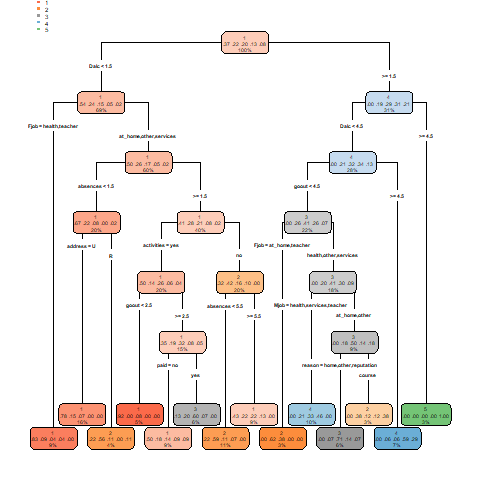 1
2
3
4
5
1
.37 .22 .20 .13 .08
100%
Dalc < 1.5
>= 1.5
1
.54 .24 .15 .05 .02
69%
4
.00 .19 .29 .31 .21
31%
Fjob = health,teacher
at_home,other,services
Dalc < 4.5
>= 4.5
1
.50 .26 .17 .05 .02
60%
4
.00 .21 .32 .34 .13
28%
absences < 1.5
>= 1.5
goout < 4.5
>= 4.5
1
.67 .22 .08 .00 .02
20%
1
.41 .28 .21 .08 .02
40%
3
.00 .26 .41 .26 .07
22%
address = U
R
activities = yes
no
Fjob = at_home,teacher
health,other,services
1
.50 .14 .26 .06 .04
20%
2
.32 .42 .16 .10 .00
20%
3
.00 .20 .41 .30 .09
18%
goout < 2.5
>= 2.5
absences < 5.5
>= 5.5
Mjob = health,services,teacher
at_home,other
1
.35 .19 .32 .08 .05
15%
3
.00 .18 .50 .14 .18
9%
paid = no
yes
reason = home,other,reputation
course
1
.78 .15 .07 .00 .00
16%
1
.92 .00 .08 .00 .00
5%
3
.13 .20 .60 .07 .00
6%
1
.43 .22 .22 .13 .00
9%
4
.00 .21 .33 .46 .00
10%
2
.00 .38 .12 .12 .38
3%
5
.00 .00 .00 .00 1.00
3%
1
.83 .09 .04 .04 .00
9%
2
.22 .56 .11 .00 .11
4%
1
.50 .18 .14 .09 .09
9%
2
.22 .59 .11 .07 .00
11%
2
.00 .62 .38 .00 .00
3%
3
.00 .07 .71 .14 .07
6%
4
.00 .06 .06 .59 .29
7%